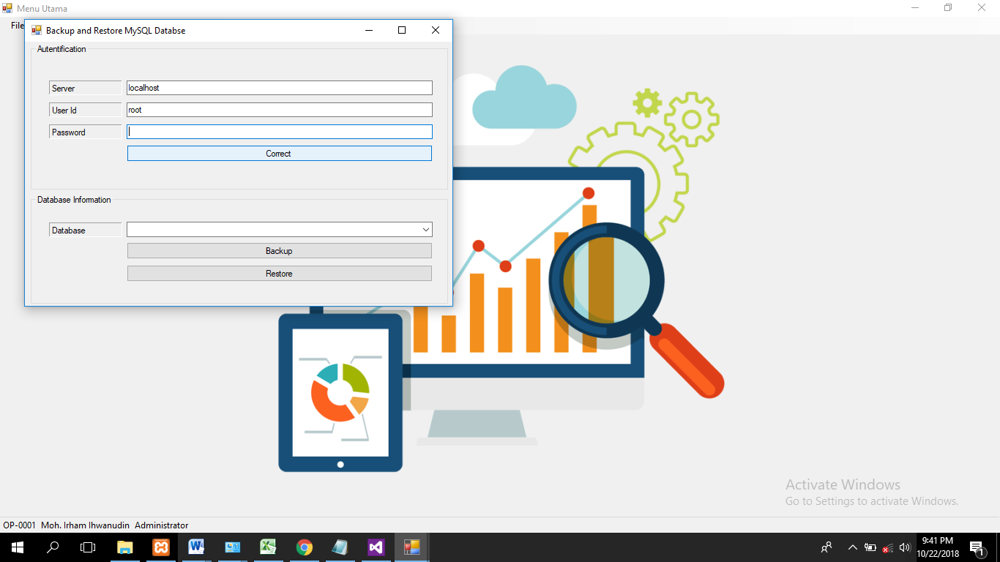 Menu Utama
File
Backup and Restore MySQL Databse
Autentification
Server
localhost
User Id
root
Password
Correct
Database Information
Database
Backup
Restore
Activate Windows
Go to Settings to activate Windows.
OP-0001 Moh. Irham Ihwanudin Administrator
9:41 PM
10/22/2018
1